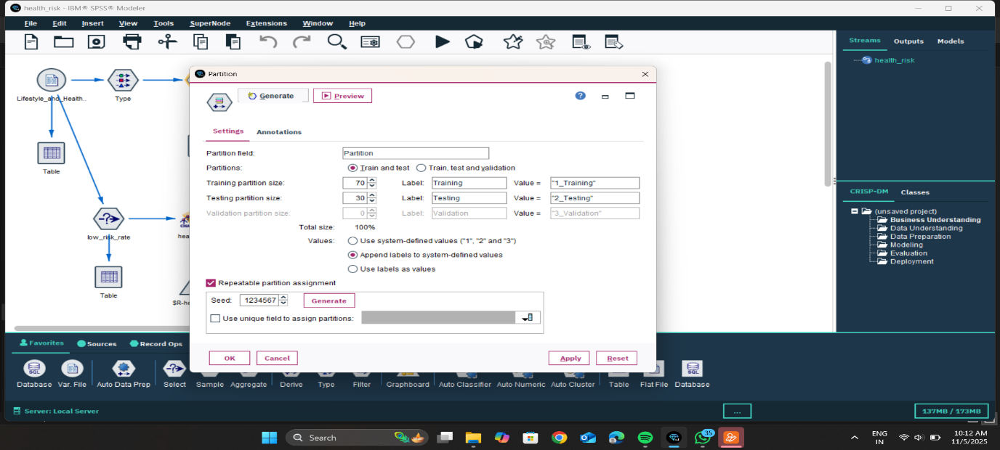 health_risk - IBM® SPSS® Modeler
File Edit Insert View Tools SuperNode Extensions Window Help
Streams Outputs Models
health_risk
Lifestyle_and_Health..
Type
Table
low_risk_rate
Table
Partition
Generate Preview
Settings Annotations
Partition field: Partition
Partitions: Train and test Train, test and validation
Training partition size: 70 Label: Training Value = "1_Training"
Testing partition size: 30 Label: Testing Value = "2_Testing"
Validation partition size: 0 Label: Validation Value = "3_Validation"
Total size: 100%
Values: Use system-defined values ("1", "2" and "3")
Append labels to system-defined values
Use labels as values
Repeatable partition assignment
Seed: 1234567 Generate
Use unique field to assign partitions:
OK Cancel Apply Reset
CRISP-DM Classes
(unsaved project)
Business Understanding
Data Understanding
Data Preparation
Modeling
Evaluation
Deployment
Favorites Sources Record Ops
Database Var. File Auto Data Prep Select Sample Aggregate Derive Type Filter Graphboard Auto Classifier Auto Numeric Auto Cluster Table Flat File Database
Server: Local Server ... 137MB / 173MB
Search 35 ENG 10:12 AM
IN 11/5/2025